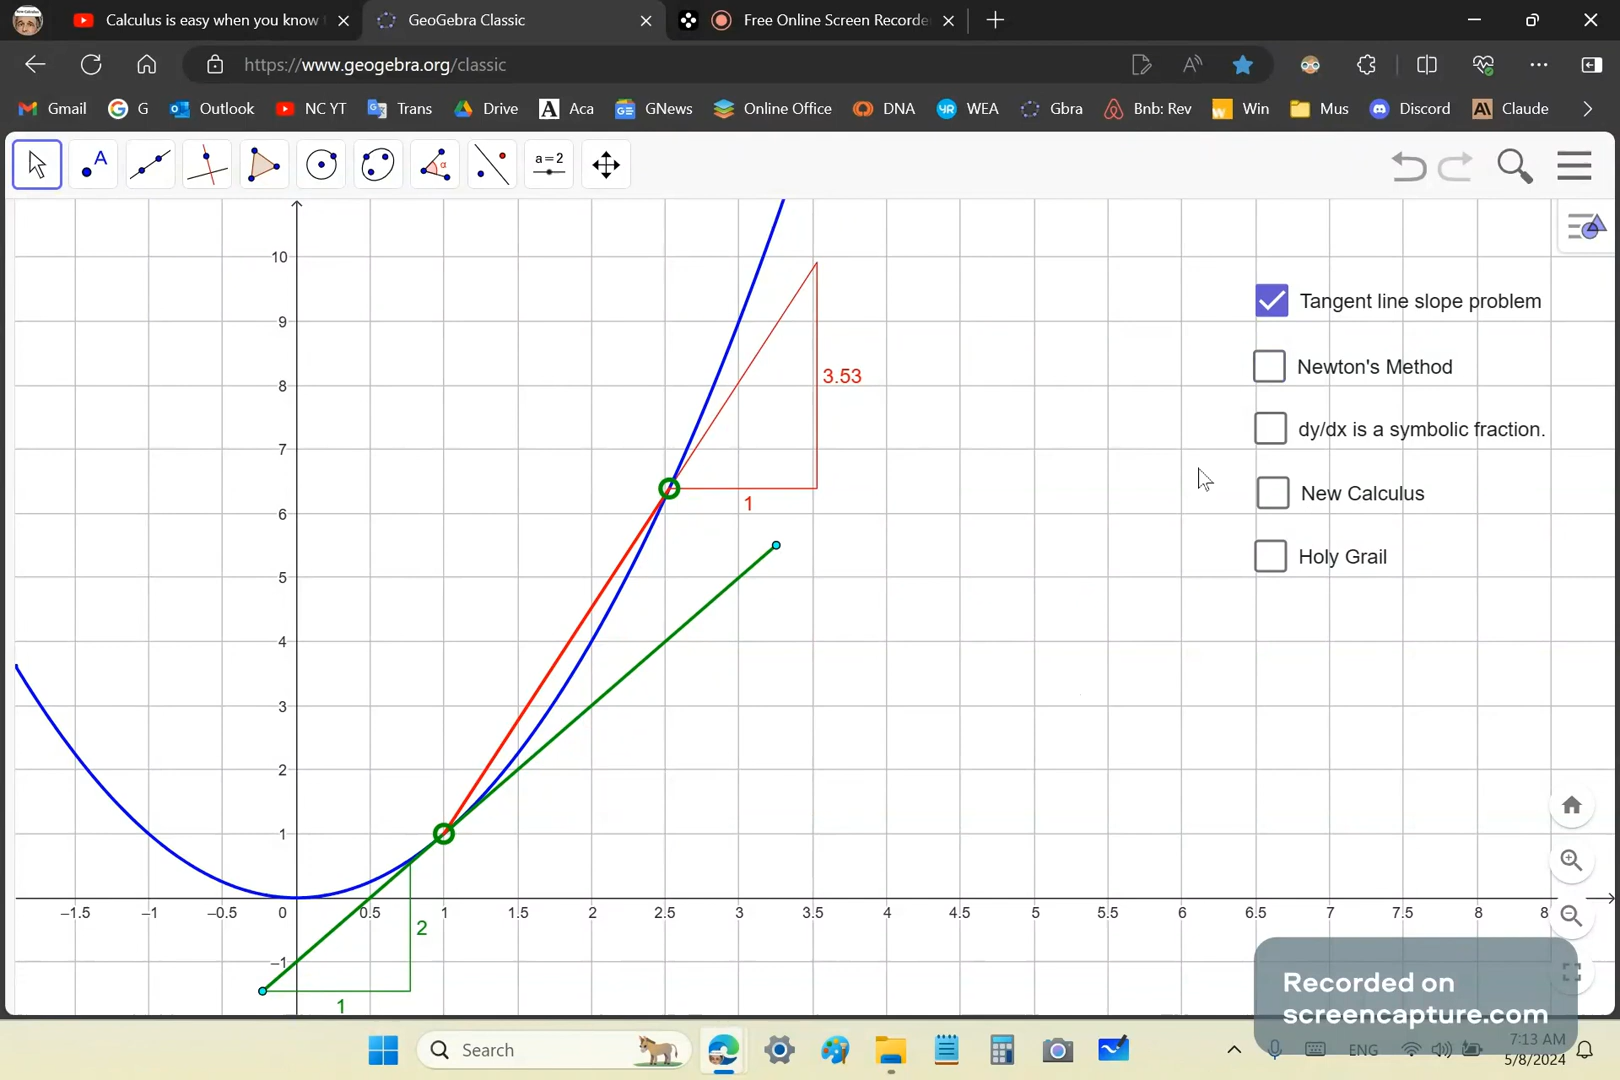 Calculus is easy when you know
GeoGebra Classic
Free Online Screen Recorde
https://www.geogebra.org/classic
Gmail
G
Outlook
NC YT
Trans
Drive
Aca
GNews
Online Office
DNA
WEA
Gbra
Bnb: Rev
Win
Mus
Discord
Claude
A
α
a=2
10
9
8
7
6
5
4
3
2
1
–1
3.53
1
2
1
–1.5
–1
–0.5
0
0.5
1
1.5
2
2.5
3
3.5
4
4.5
5
5.5
6
6.5
7
7.5
8
8
Tangent line slope problem
Newton's Method
dy/dx is a symbolic fraction.
New Calculus
Holy Grail
Recorded on
screencapture.com
Search
ENG
7:13 AM
5/8/2024